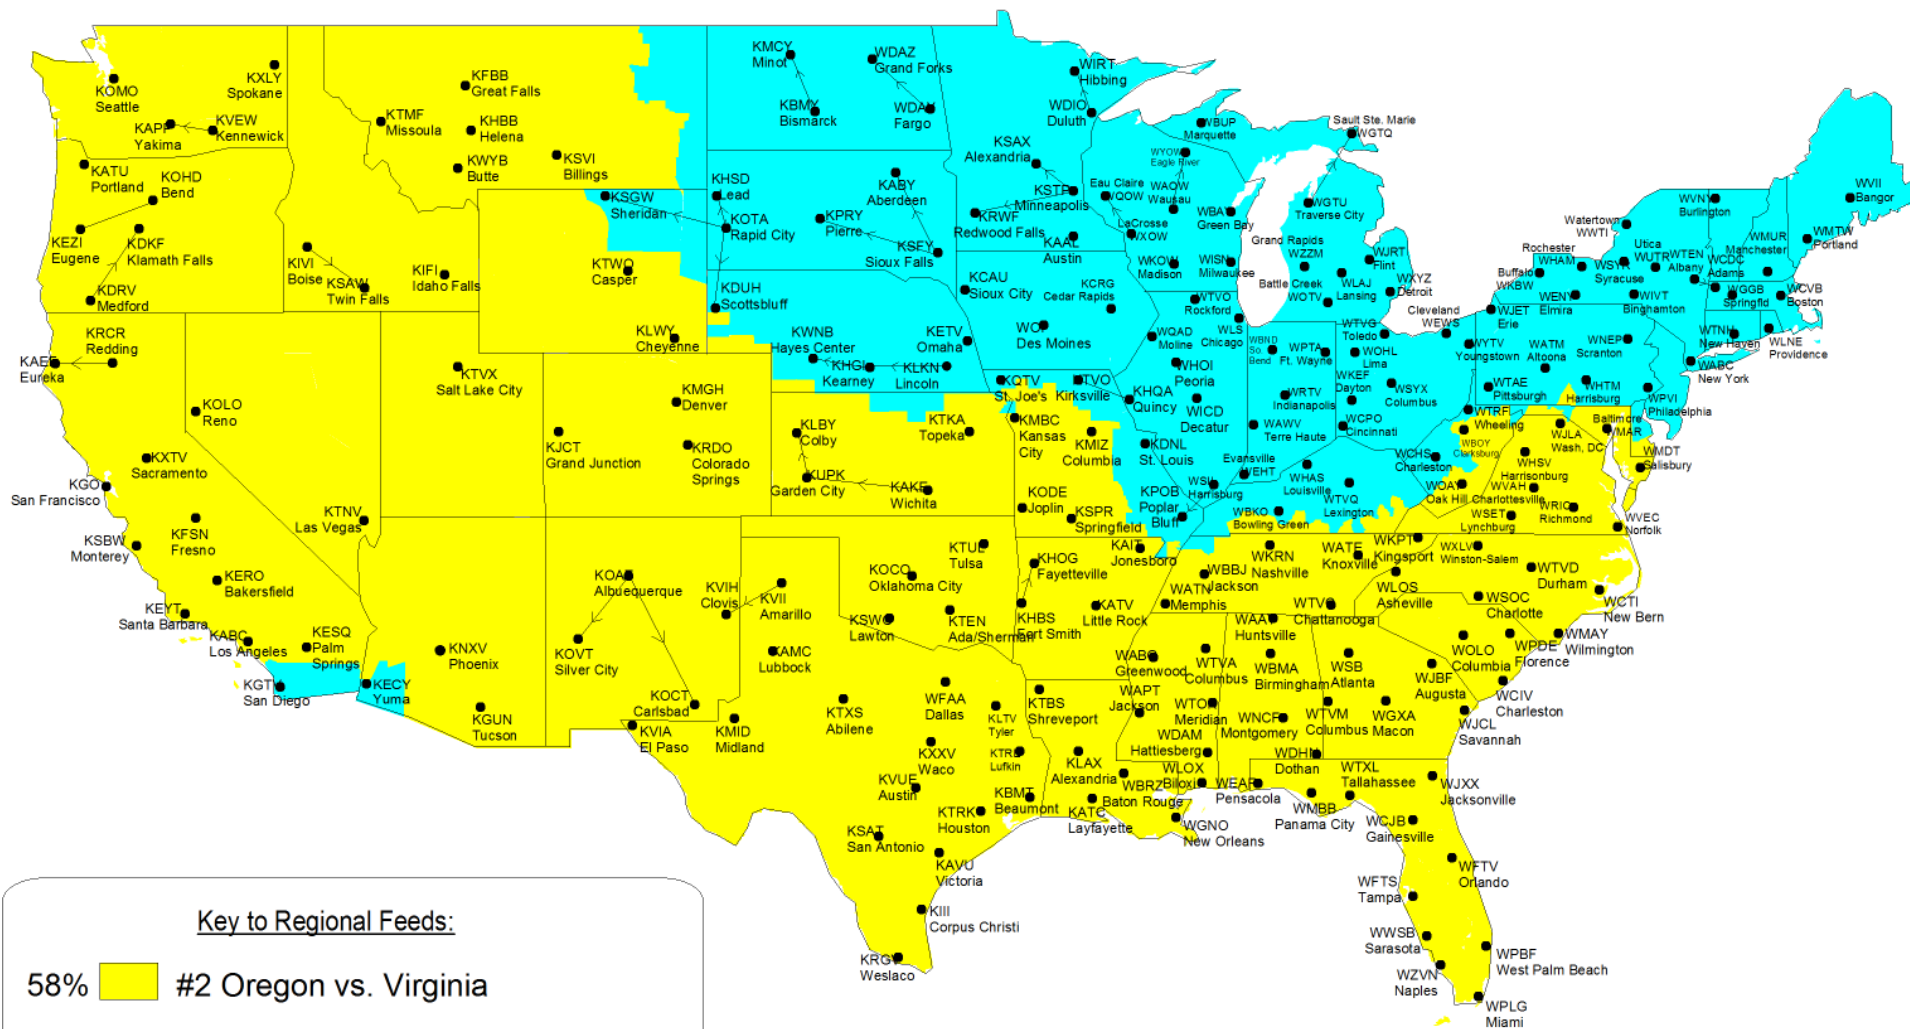 KOMO
Seattle
KXLY
Spokane
KVEW
Kennewick
Yakima
KATU
Portland
KOHD
Bend
KEZI
Eugene
KDKF
Klamath Falls
KDRV
Medford
KFBB
Great Falls
KTMF
Missoula
KHBB
Helena
KWYB
Butte
KSVI
Billings
KIVI
Boise
KSAW
Twin Falls
KIFI
Idaho Falls
KSGW
Sheridan
KTWO
Casper
KLWY
Cheyenne
KMCY
Minot
WDAZ
Grand Forks
KBMY
Bismarck
WDAY
Fargo
KHSD
Lead
KOTA
Rapid City
KABY
Aberdeen
KPRY
Pierre
KSFY
Sioux Falls
KDUH
Scottsbluff
KWNB
Hayes Center
KHGI
Kearney
KLKN
Lincoln
KETV
Omaha
WIRT
Hibbing
WDIO
Duluth
KSAX
Alexandria
KSTP
Minneapolis
KRWF
Redwood Falls
KAAL
Austin
KCAU
Sioux City
KCRG
Cedar Rapids
WOI
Des Moines
WBUP
Marquette
Sault Ste. Marie
WGTQ
WYOW
Eagle River
Eau Claire
WQOW
WAOW
Wausau
LaCrosse
WXOW
WBAY
Green Bay
WGTU
Traverse City
WKOW
Madison
WISN
Milwaukee
Grand Rapids
WZZM
WJRT
Flint
Battle Creek
WOTV
WLAJ
Lansing
WXYZ
Detroit
WTVO
Rockford
WLS
Chicago
WQAD
Moline
WHOI
Peoria
KHQA
Quincy
WICD
Decatur
WBND
So.
Bend
WPTA
Ft. Wayne
WRTV
Indianapolis
WAWV
Terre Haute
Evansville
WEHT
WTVG
Toledo
Cleveland
WEWS
WOHL
Lima
WKEF
Dayton
WSYX
Columbus
WCPO
Cincinnati
WYTV
Youngstown
WTRF
Wheeling
WVII
Bangor
WMTW
Portland
WVNY
Burlington
WMUR
Manchester
Watertown
WWTI
Rochester
WHAM
Buffalo
WKBW
WSYR
Syracuse
Utica
WUTR
WTEN
Albany
WCDC
Adams
WGGB
Springfld
WCVB
Boston
WENY
Elmira
WIVT
Binghamton
WJET
Erie
WTNH
New Haven
WLNE
Providence
WABC
New York
WNEP
Scranton
WATM
Altoona
WTAE
Pittsburgh
WHTM
Harrisburg
WPVI
Philadelphia
Baltimore
WMAR
WJLA
Wash, DC
WMDT
Salisbury
WBOY
Clarksburg
WCHS
Charleston
WOAY
Oak Hill
WHSV
Harrisonburg
WVAH
Charlottesville
WRIC
Richmond
WSET
Lynchburg
WVEC
Norfolk
KRCR
Redding
KAEF
Eureka
KOLO
Reno
KXTV
Sacramento
KGO
San Francisco
KFSN
Fresno
KSBW
Monterey
KERO
Bakersfield
KEYT
Santa Barbara
KABC
Los Angeles
KESQ
Palm
Springs
KGTV
San Diego
KECY
Yuma
KTNV
Las Vegas
KTVX
Salt Lake City
KMGH
Denver
KJCT
Grand Junction
KRDO
Colorado
Springs
KNXV
Phoenix
KGUN
Tucson
KOAT
Albuequerque
KOVT
Silver City
KOCT
Carlsbad
KVIH
Clovis
KVII
Amarillo
KVIA
El Paso
KMID
Midland
KAMC
Lubbock
KLBY
Colby
KUPK
Garden City
KAKE
Wichita
KTKA
Topeka
KQTV
St. Joe's
KTVO
Kirksville
KMBC
Kansas
City
KMIZ
Columbia
KDNL
St. Louis
KODE
Joplin
KSPR
Springfield
KPOB
Poplar
Bluff
WSIL
Harrisburg
WHAS
Louisville
WTVQ
Lexington
WBKO
Bowling Green
KTUL
Tulsa
KOCO
Oklahoma City
KSWO
Lawton
KTEN
Ada/Sherman
KHOG
Fayetteville
KHBS
Fort Smith
KAIT
Jonesboro
KATV
Little Rock
WKRN
Nashville
WBBJ
Jackson
WATN
Memphis
WATE
Knoxville
WKPT
Kingsport
WTVC
Chattanooga
WXLV
Winston-Salem
WTVD
Durham
WLOS
Asheville
WSOC
Charlotte
WCTI
New Bern
WMAY
Wilmington
WPDE
Florence
WOLO
Columbia
WCIV
Charleston
WJBF
Augusta
WJCL
Savannah
WSB
Atlanta
WGXA
Macon
WTVM
Columbus
WAAY
Huntsville
WBMA
Birmingham
WNCF
Montgomery
WDHN
Dothan
WABG
Greenwood
WTVA
Columbus
WAPT
Jackson
WTOK
Meridian
WDAM
Hattiesberg
WLOX
Biloxi
WEAR
Pensacola
WMBB
Panama City
WTXL
Tallahassee
WJXX
Jacksonville
WCJB
Gainesville
WFTV
Orlando
WFTS
Tampa
WWSB
Sarasota
WZVN
Naples
WPBF
West Palm Beach
WPLG
Miami
KTXS
Abilene
WFAA
Dallas
KLTV
Tyler
KTRE
Lufkin
KXXV
Waco
KVUE
Austin
KTRK
Houston
KBMT
Beaumont
KSAT
San Antonio
KAVU
Victoria
KIII
Corpus Christi
KRGV
Weslaco
KTBS
Shreveport
KLAX
Alexandria
WBRZ
Baton Rouge
KATC
Layfayette
WGNO
New Orleans
Key to Regional Feeds:
58% #2 Oregon vs. Virginia